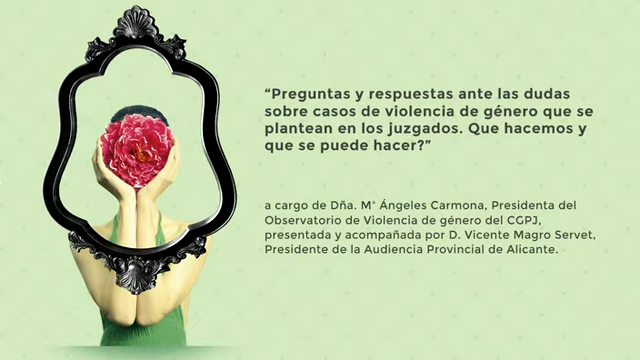 “Preguntas y respuestas ante las dudas
sobre casos de violencia de género que se
plantean en los juzgados. Que hacemos y
que se puede hacer?”
a cargo de Dña. Mª Ángeles Carmona, Presidenta del
Observatorio de Violencia de género del CGPJ,
presentada y acompañada por D. Vicente Magro Servet,
Presidente de la Audiencia Provincial de Alicante.